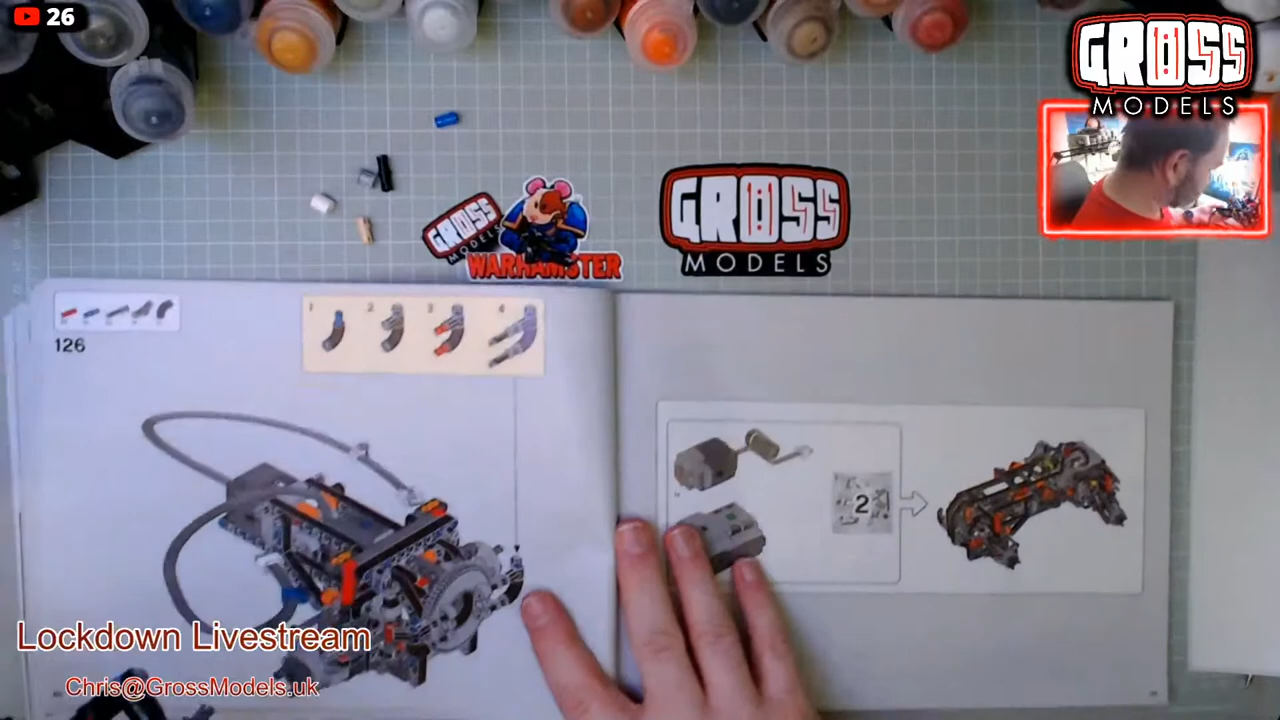 26
GROSS
MODELS
GROSS
MODELS
WARHAMSTER
GROSS
MODELS
1 2 3 4
126
2
Lockdown Livestream
Chris@GrossModels.uk